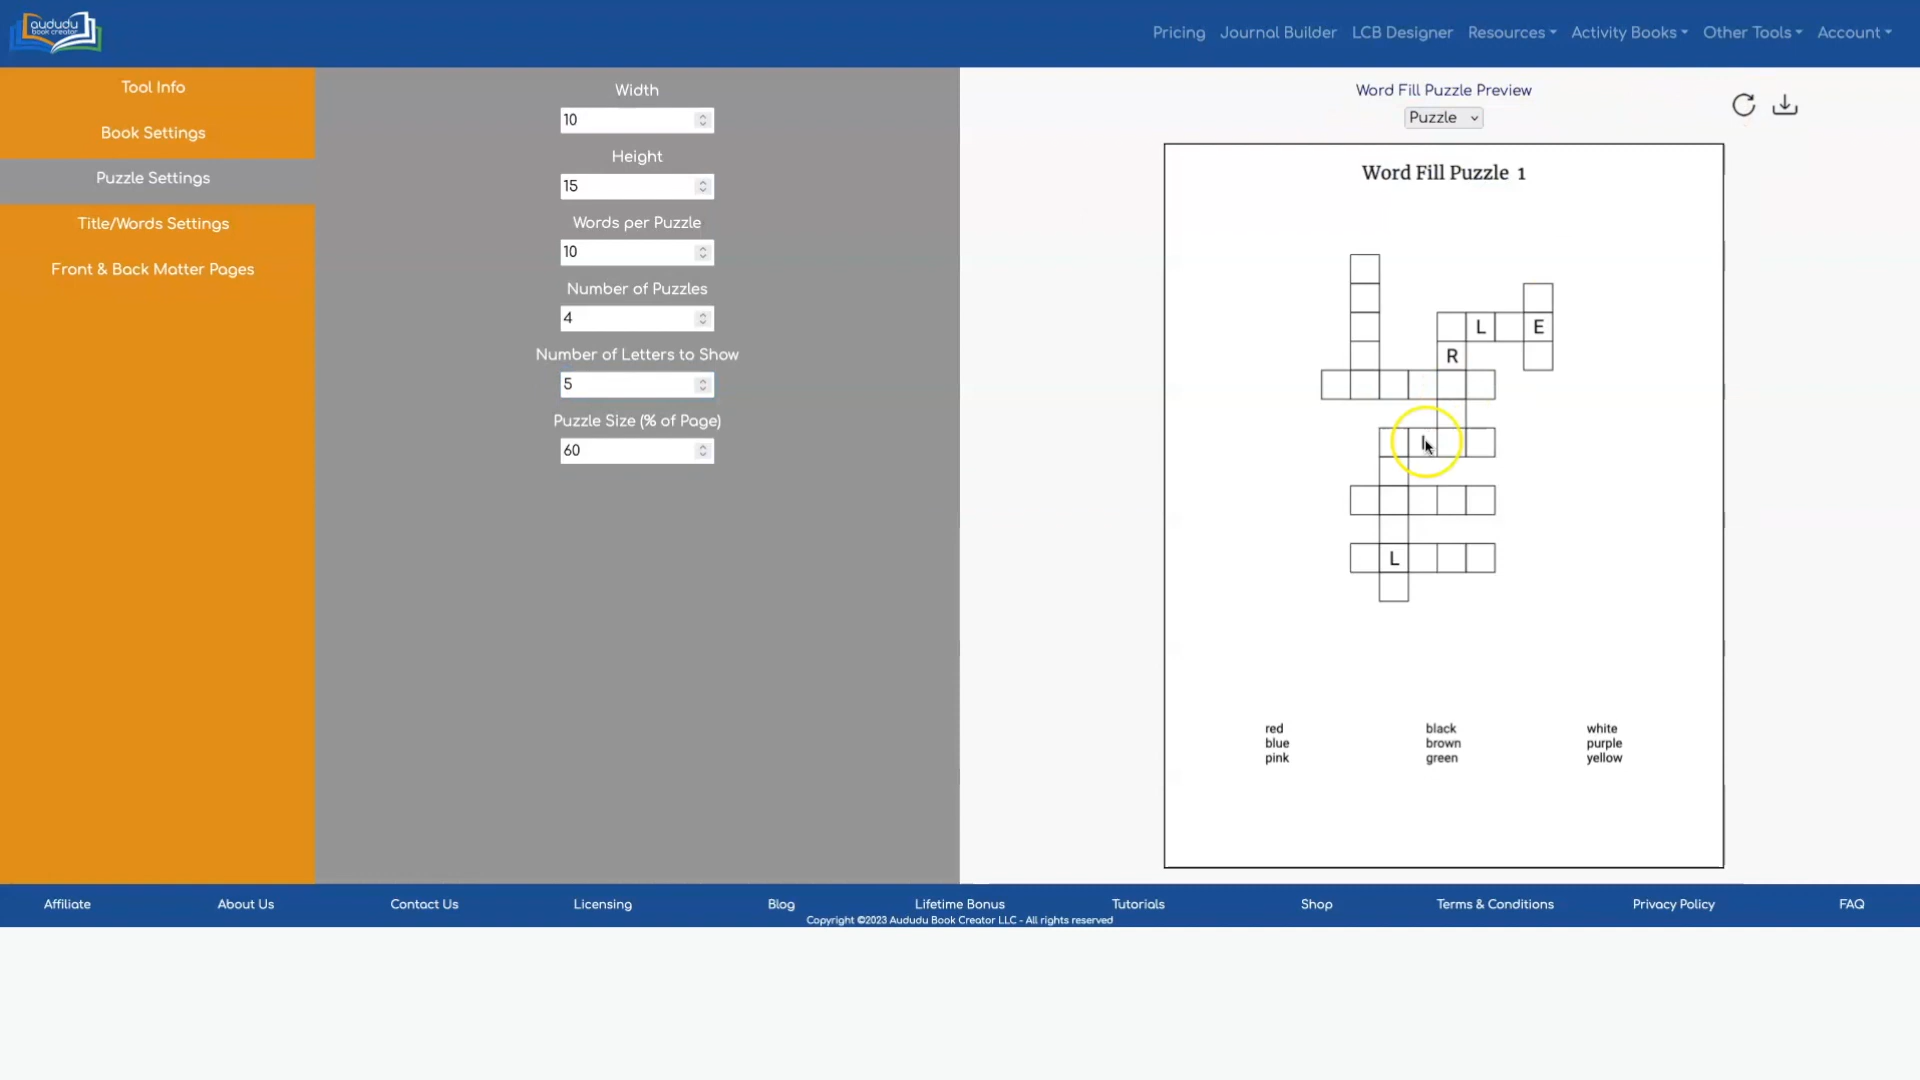 aududu
book creator
Pricing Journal Builder LCB Designer Resources Activity Books Other Tools Account
Tool Info
Book Settings
Puzzle Settings
Title/Words Settings
Front & Back Matter Pages
Width
10
Height
15
Words per Puzzle
10
Number of Puzzles
4
Number of Letters to Show
5
Puzzle Size (% of Page)
60
Word Fill Puzzle Preview
Puzzle
Word Fill Puzzle 1
L E
R
L
red black white
blue brown purple
pink green yellow
Affiliate About Us Contact Us Licensing Blog Lifetime Bonus Tutorials Shop Terms & Conditions Privacy Policy FAQ
Copyright ©2023 Aududu Book Creator LLC - All rights reserved